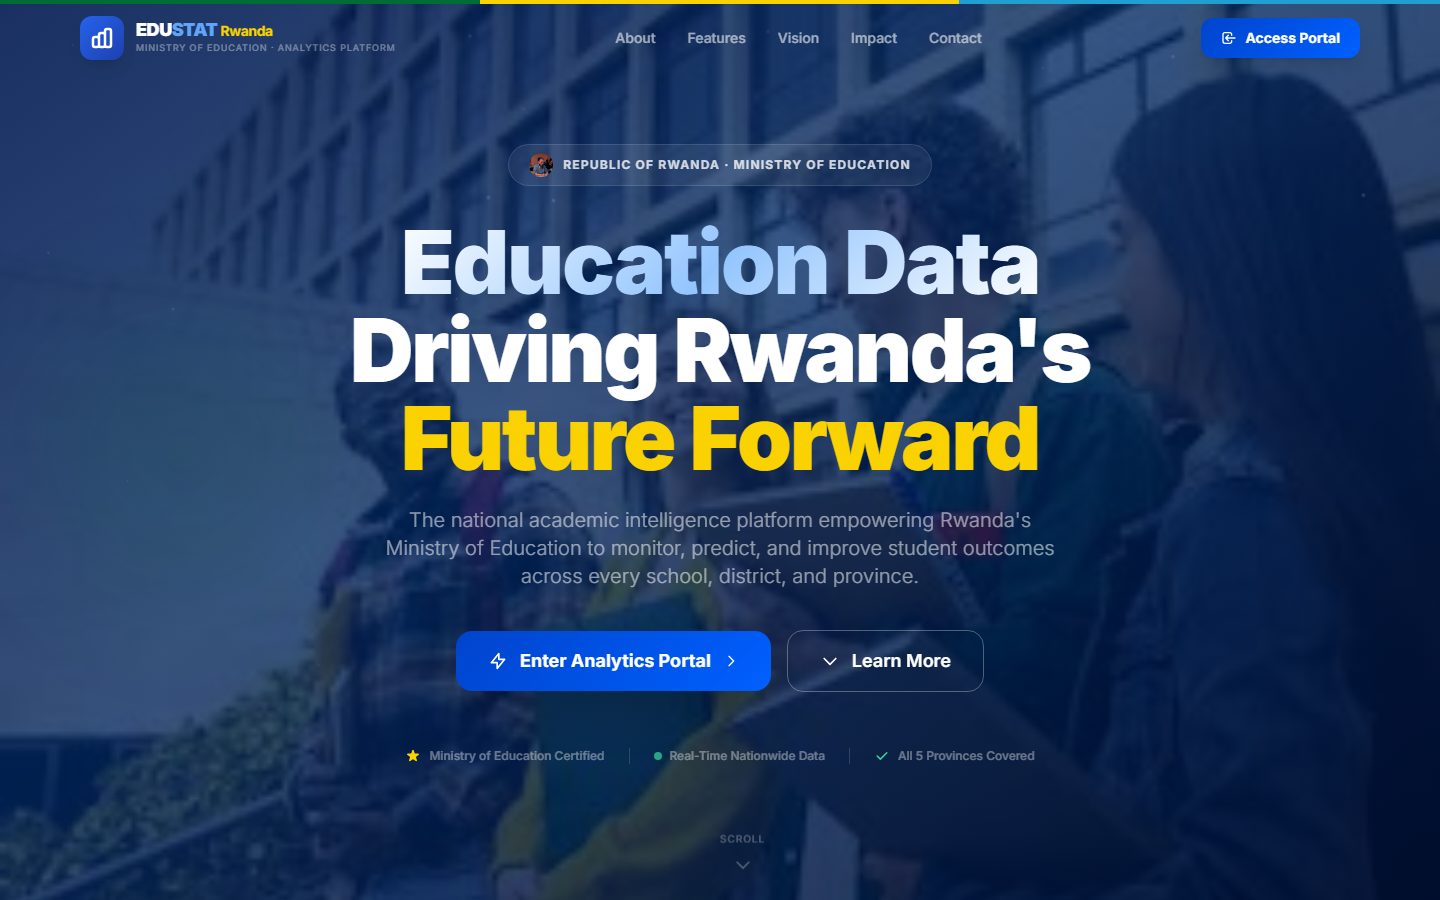 EDUSTAT Rwanda
MINISTRY OF EDUCATION · ANALYTICS PLATFORM
About
Features
Vision
Impact
Contact
Access Portal
REPUBLIC OF RWANDA · MINISTRY OF EDUCATION
Education Data
Driving Rwanda's
Future Forward
The national academic intelligence platform empowering Rwanda's
Ministry of Education to monitor, predict, and improve student outcomes
across every school, district, and province.
Enter Analytics Portal
Learn More
Ministry of Education Certified
Real-Time Nationwide Data
All 5 Provinces Covered
SCROLL